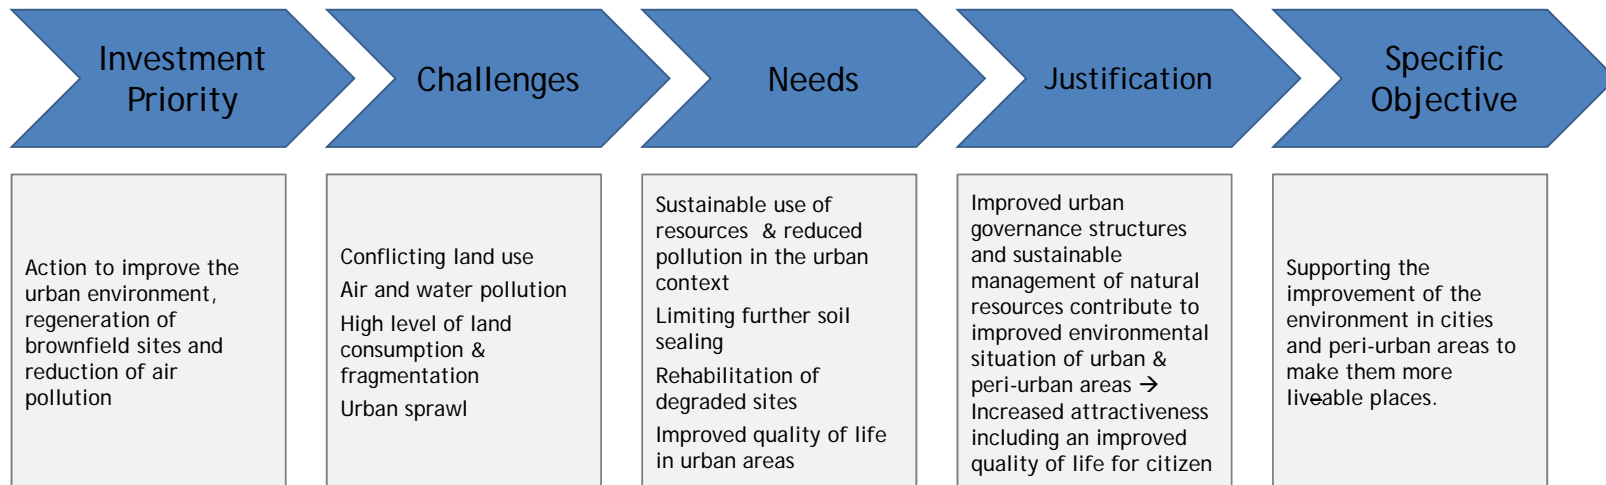 Investment
Priority
Challenges
Needs
Justification
Specific
Objective
Action to improve the
urban environment,
regeneration of
brownfield sites and
reduction of air
pollution
Conflicting land use
Air and water pollution
High level of land
consumption &
fragmentation
Urban sprawl
Sustainable use of
resources & reduced
pollution in the urban
context
Limiting further soil
sealing
Rehabilitation of
degraded sites
Improved quality of life
in urban areas
Improved urban
governance structures
and sustainable
management of natural
resources contribute to
improved environmental
situation of urban &
peri-urban areas →
Increased attractiveness
including an improved
quality of life for citizen
Supporting the
improvement of the
environment in cities
and peri-urban areas to
make them more
liveable places.